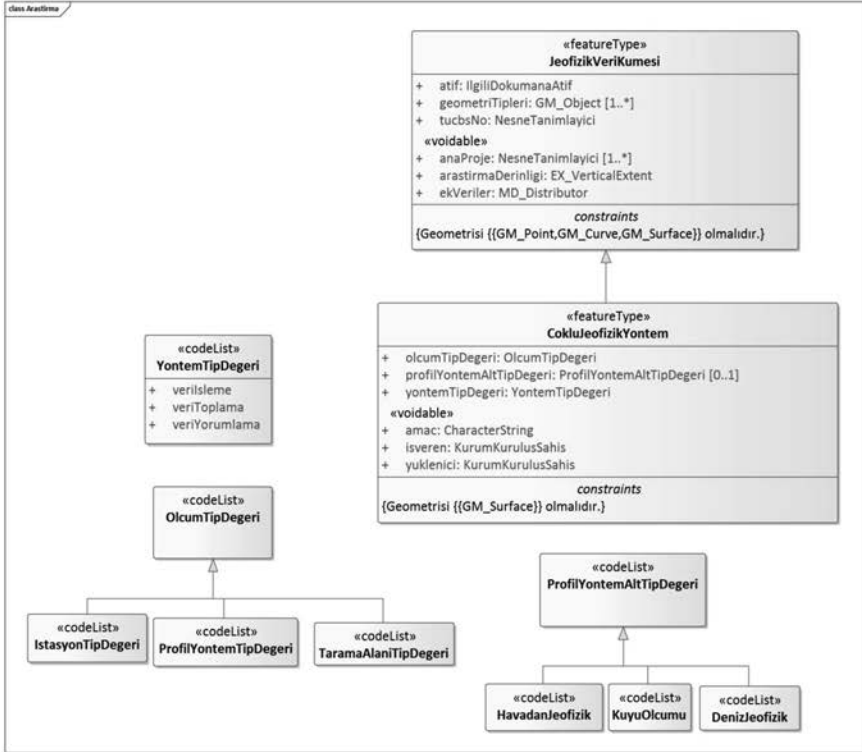 class Arastirma
«featureType»
JeofizikVeriKumesi
+ atif: IlgiliDokumanaAtif
+ geometriTipleri: GM_Object [1..*]
+ tucbsNo: NesneTanimlayici
«voidable»
+ anaProje: NesneTanimlayici [1..*]
+ arastirmaDerinligi: EX_VerticalExtent
+ ekVeriler: MD_Distributor
constraints
{Geometrisi {{GM_Point,GM_Curve,GM_Surface}} olmalıdır.}
«featureType»
CokluJeofizikYontem
+ olcumTipDegeri: OlcumTipDegeri
+ profilYontemAltTipDegeri: ProfilYontemAltTipDegeri [0..1]
+ yontemTipDegeri: YontemTipDegeri
«voidable»
+ amac: CharacterString
+ isveren: KurumKurulusSahis
+ yuklenici: KurumKurulusSahis
constraints
{Geometrisi {{GM_Surface}} olmalıdır.}
«codeList»
YontemTipDegeri
+ veriIsleme
+ veriToplama
+ veriYorumlama
«codeList»
OlcumTipDegeri
«codeList»
IstasyonTipDegeri
«codeList»
ProfilYontemTipDegeri
«codeList»
TaramaAlaniTipDegeri
«codeList»
ProfilYontemAltTipDegeri
«codeList»
HavadanJeofizik
«codeList»
KuyuOlcumu
«codeList»
DenizJeofizik